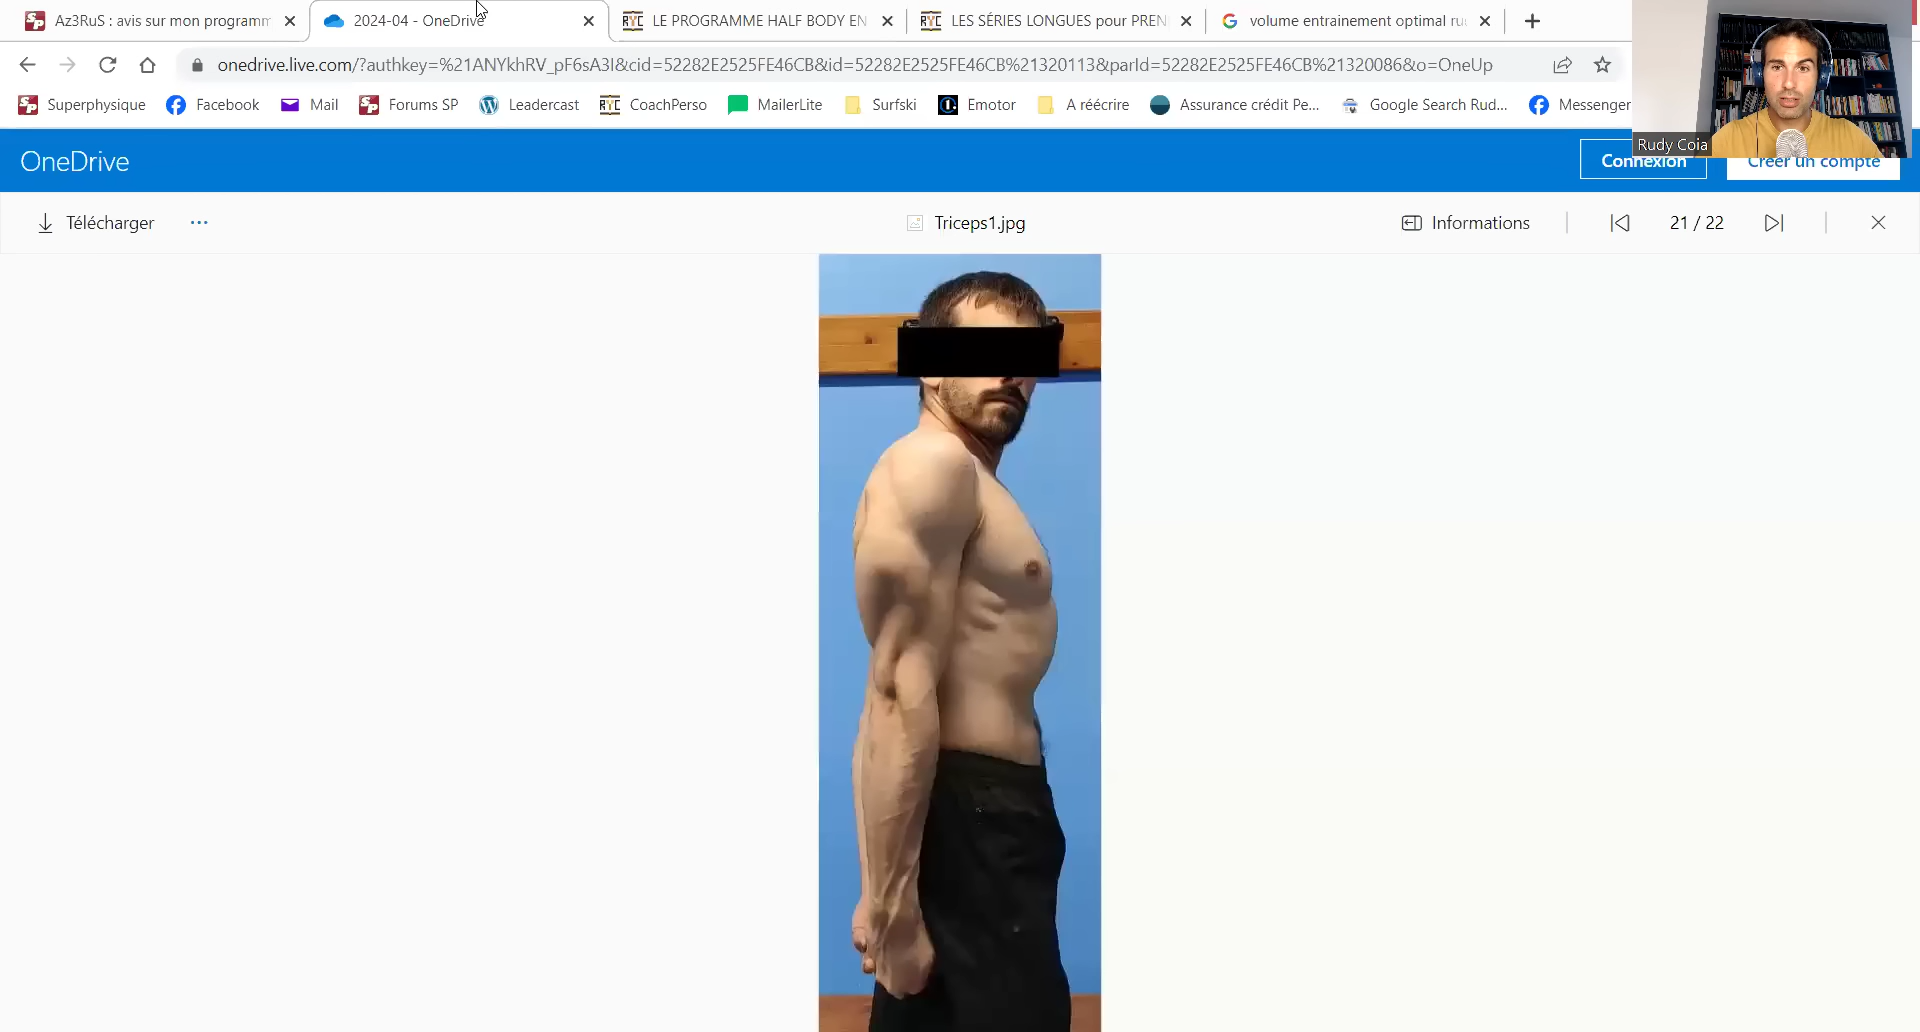 Az3RuS : avis sur mon programm
2024-04 - OneDrive
LE PROGRAMME HALF BODY EN
LES SÉRIES LONGUES pour PREN
volume entrainement optimal ru
onedrive.live.com/?authkey=%21ANYkhRV_pF6sA3I&cid=52282E2525FE46CB&id=52282E2525FE46CB%21320113&parId=52282E2525FE46CB%21320086&o=OneUp
Superphysique
Facebook
Mail
Forums SP
Leadercast
CoachPerso
MailerLite
Surfski
Emotor
A réécrire
Assurance crédit Pe...
Google Search Rud...
Messenger
Rudy Coia
OneDrive
Connexion
Créer un compte
Télécharger
Triceps1.jpg
Informations
21 / 22